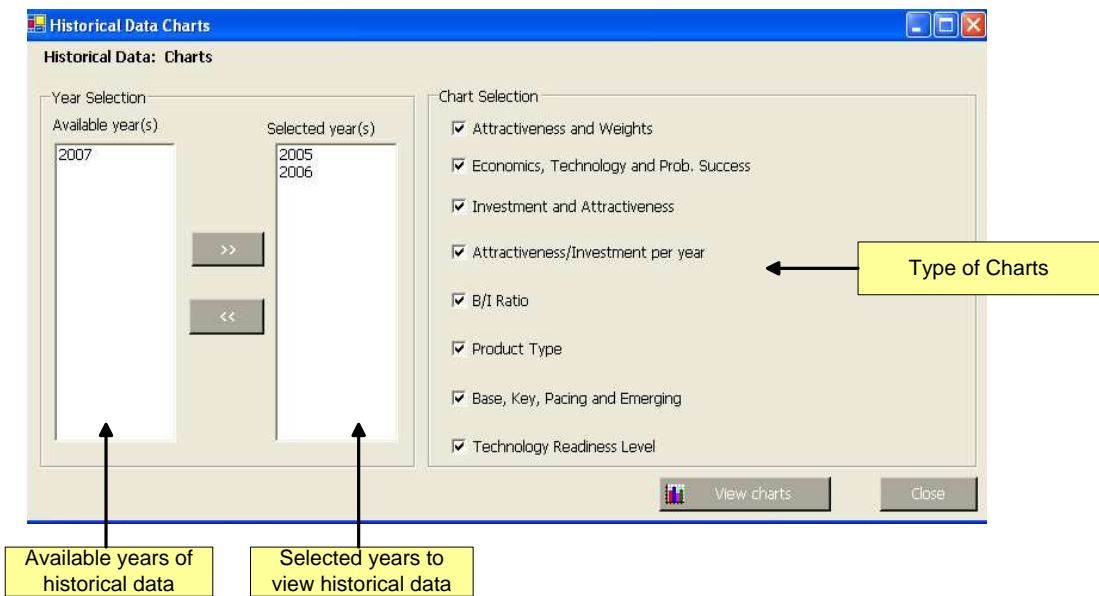 Historical Data Charts
Historical Data: Charts
Year Selection
Available year(s)
Selected year(s)
2007
2005
2006
>>
<<
Chart Selection
Attractiveness and Weights
Economics, Technology and Prob. Success
Investment and Attractiveness
Attractiveness/Investment per year
B/I Ratio
Product Type
Base, Key, Pacing and Emerging
Technology Readiness Level
Type of Charts
View charts
Close
Available years of
historical data
Selected years to
view historical data